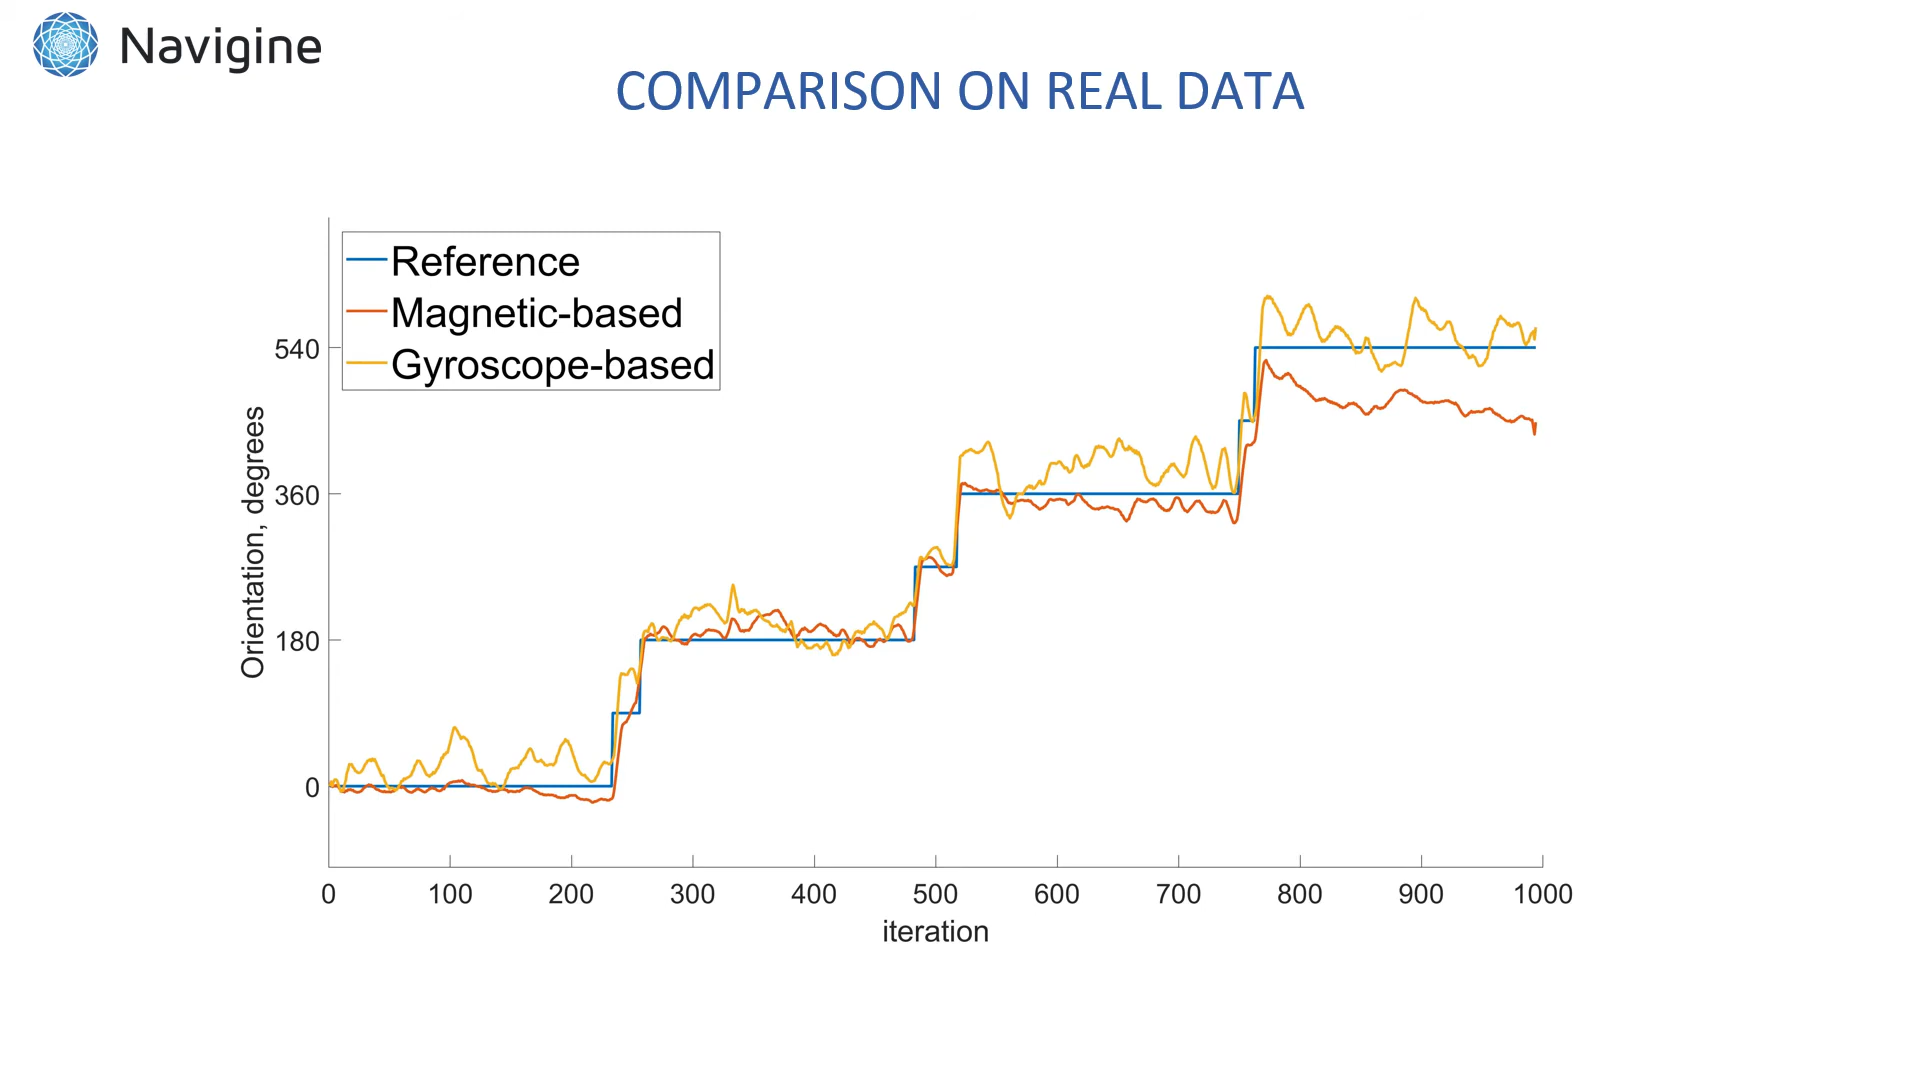 Navigine
COMPARISON ON REAL DATA
Reference
Magnetic-based
Gyroscope-based
Orientation, degrees
540
360
180
0
0 100 200 300 400 500 600 700 800 900 1000
iteration